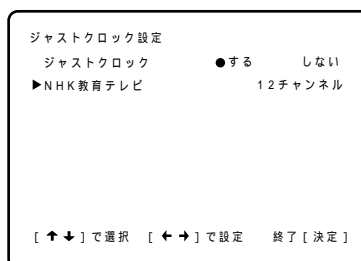 ジャストクロック設定
ジャストクロック ●する しない
▶NHK教育テレビ 12チャンネル
[↑↓]で選択 [←→]で設定 終了[決定]